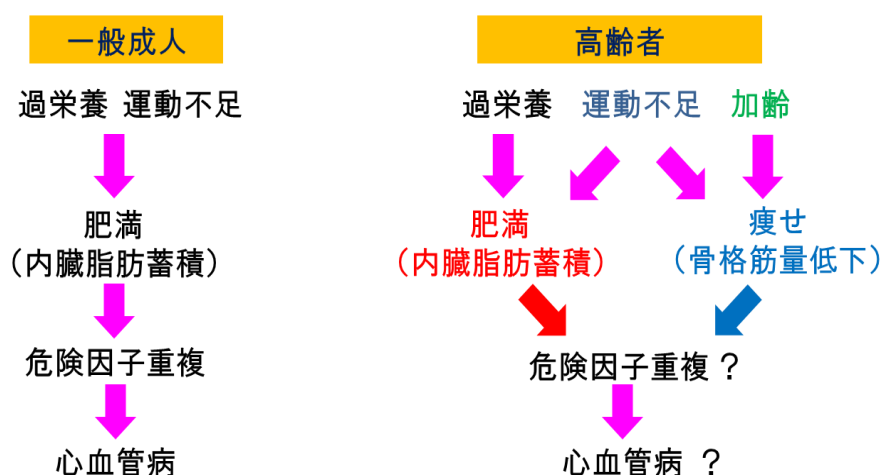 一般成人
過栄養 運動不足
肥満
（内臓脂肪蓄積）
危険因子重複
心血管病
高齢者
過栄養 運動不足 加齢
肥満
（内臓脂肪蓄積）
痩せ
（骨格筋量低下）
危険因子重複？
心血管病 ？